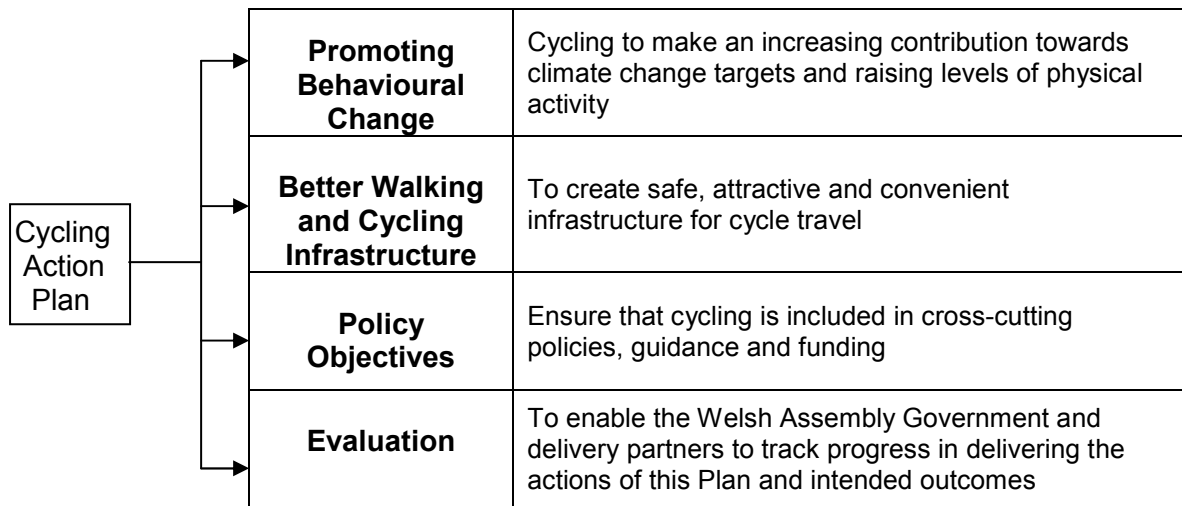 Cycling
Action
Plan
Promoting
Behavioural
Change
Cycling to make an increasing contribution towards
climate change targets and raising levels of physical
activity
Better Walking
and Cycling
Infrastructure
To create safe, attractive and convenient
infrastructure for cycle travel
Policy
Objectives
Ensure that cycling is included in cross-cutting
policies, guidance and funding
Evaluation
To enable the Welsh Assembly Government and
delivery partners to track progress in delivering the
actions of this Plan and intended outcomes